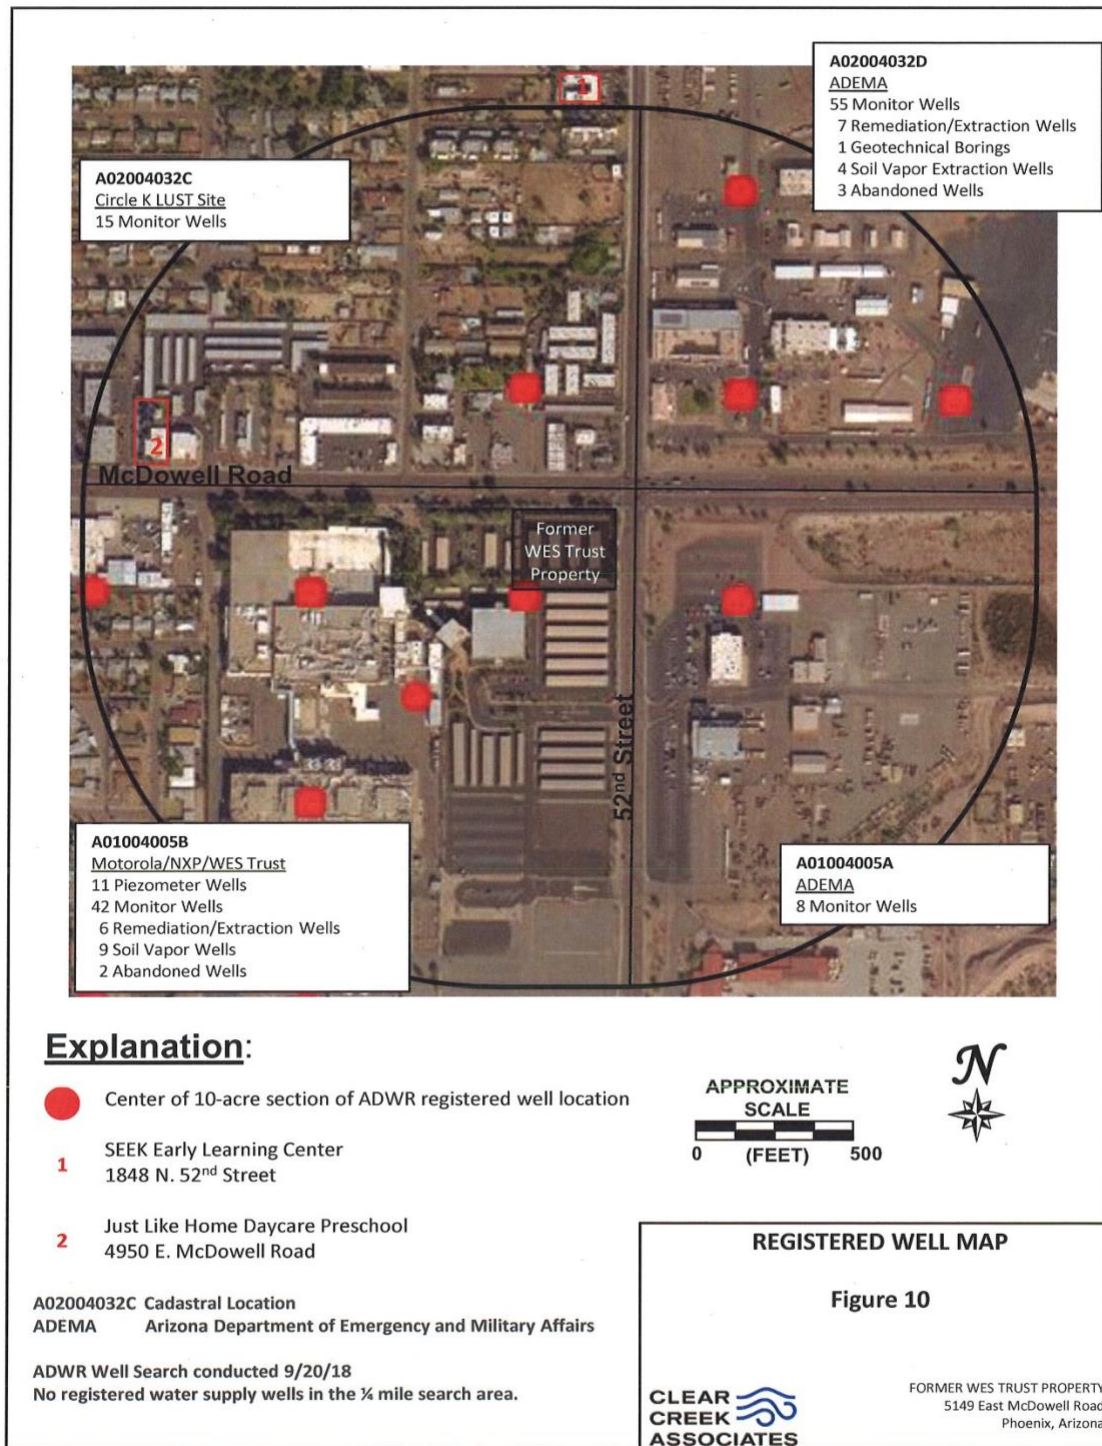 A02004032D
ADEMA
55 Monitor Wells
7 Remediation/Extraction Wells
1 Geotechnical Borings
4 Soil Vapor Extraction Wells
3 Abandoned Wells
1
A02004032C
Circle K LUST Site
15 Monitor Wells
2
McDowell Road
Former
WES Trust
Property
52nd Street
A01004005B
Motorola/NXP/WES Trust
11 Piezometer Wells
42 Monitor Wells
6 Remediation/Extraction Wells
9 Soil Vapor Wells
2 Abandoned Wells
A01004005A
ADEMA
8 Monitor Wells
Explanation:
Center of 10-acre section of ADWR registered well location
1 SEEK Early Learning Center
1848 N. 52nd Street
2 Just Like Home Daycare Preschool
4950 E. McDowell Road
A02004032C Cadastral Location
ADEMA Arizona Department of Emergency and Military Affairs
ADWR Well Search conducted 9/20/18
No registered water supply wells in the ¼ mile search area.
APPROXIMATE
SCALE
0 (FEET) 500
N
REGISTERED WELL MAP
Figure 10
CLEAR
CREEK
ASSOCIATES
FORMER WES TRUST PROPERTY
5149 East McDowell Road
Phoenix, Arizona